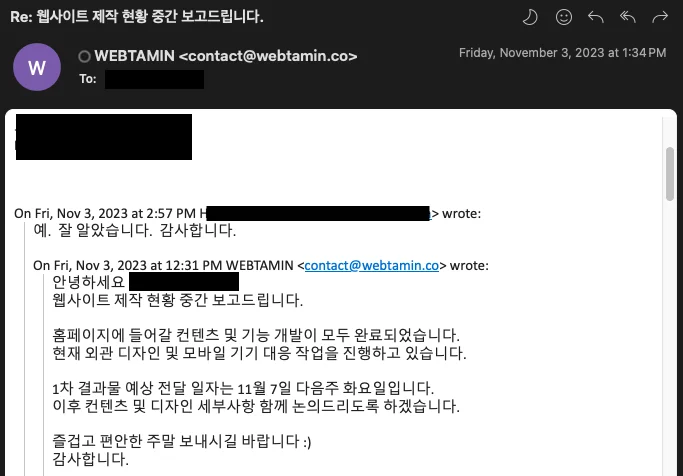 Re: 웹사이트 제작 현황 중간 보고드립니다.
W
WEBTAMIN <contact@webtamin.co>
Friday, November 3, 2023 at 1:34 PM
To:
On Fri, Nov 3, 2023 at 2:57 PM H > wrote:
예. 잘 알았습니다. 감사합니다.
On Fri, Nov 3, 2023 at 12:31 PM WEBTAMIN <contact@webtamin.co> wrote:
안녕하세요
웹사이트 제작 현황 중간 보고드립니다.
홈페이지에 들어갈 컨텐츠 및 기능 개발이 모두 완료되었습니다.
현재 외관 디자인 및 모바일 기기 대응 작업을 진행하고 있습니다.
1차 결과물 예상 전달 일자는 11월 7일 다음주 화요일입니다.
이후 컨텐츠 및 디자인 세부사항 함께 논의드리도록 하겠습니다.
즐겁고 편안한 주말 보내시길 바랍니다 :)
감사합니다.